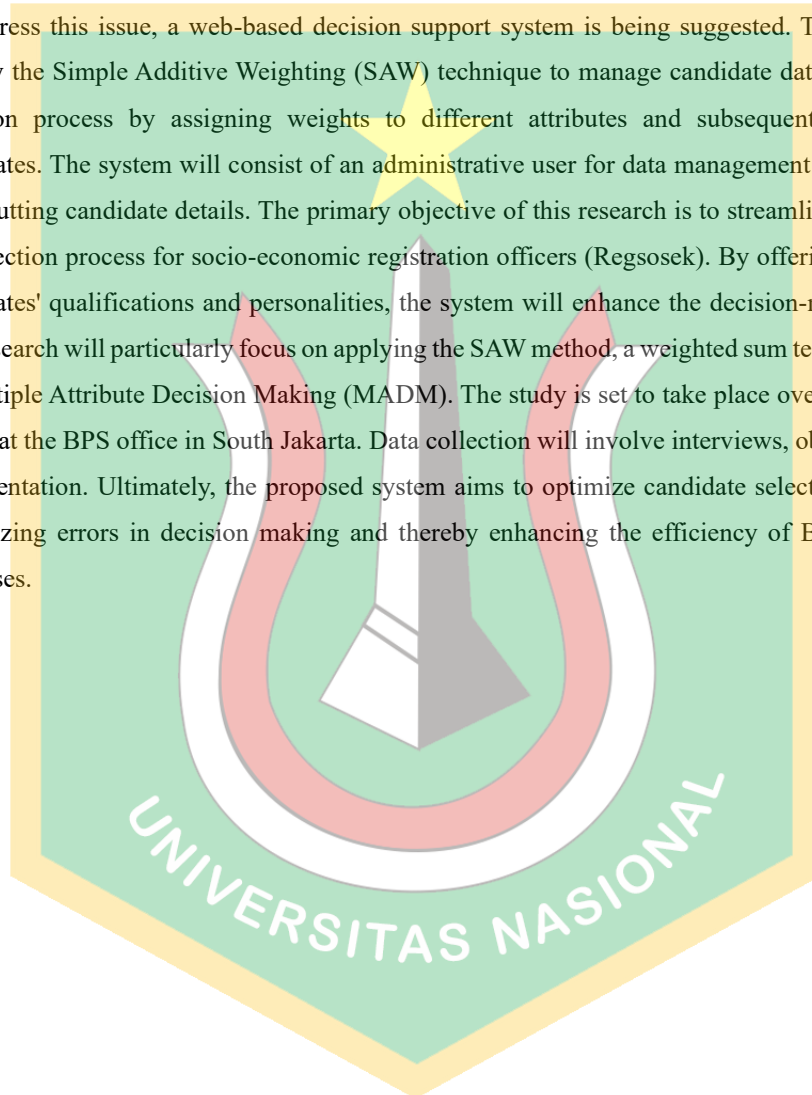 ress this issue, a web-based decision support system is being suggested. T
the Simple Additive Weighting (SAW) technique to manage candidate dat
on process by assigning weights to different attributes and subsequent
ates. The system will consist of an administrative user for data management
utting candidate details. The primary objective of this research is to streamli
ection process for socio-economic registration officers (Regsosek). By offeri
ates' qualifications and personalities, the system will enhance the decision-
earch will particularly focus on applying the SAW method, a weighted sum te
tiple Attribute Decision Making (MADM). The study is set to take place ove
at the BPS office in South Jakarta. Data collection will involve interviews, ob
entation. Ultimately, the proposed system aims to optimize candidate select
zing errors in decision making and thereby enhancing the efficiency of B
ses.
UNIVERSITAS NASIONAL